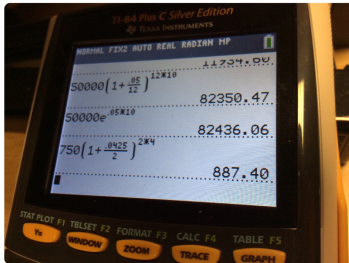 TI-84 Plus C Silver Edition
TEXAS INSTRUMENTS
NORMAL FIX2 AUTO REAL RADIAN MP
50000(1+.05/12)^12*10
82350.47
50000e^.05*10
82436.06
750(1+.0425/2)^2*4
887.40
STAT PLOT F1 TBLSET F2 FORMAT F3 CALC F4 TABLE F5
Y= WINDOW ZOOM TRACE GRAPH